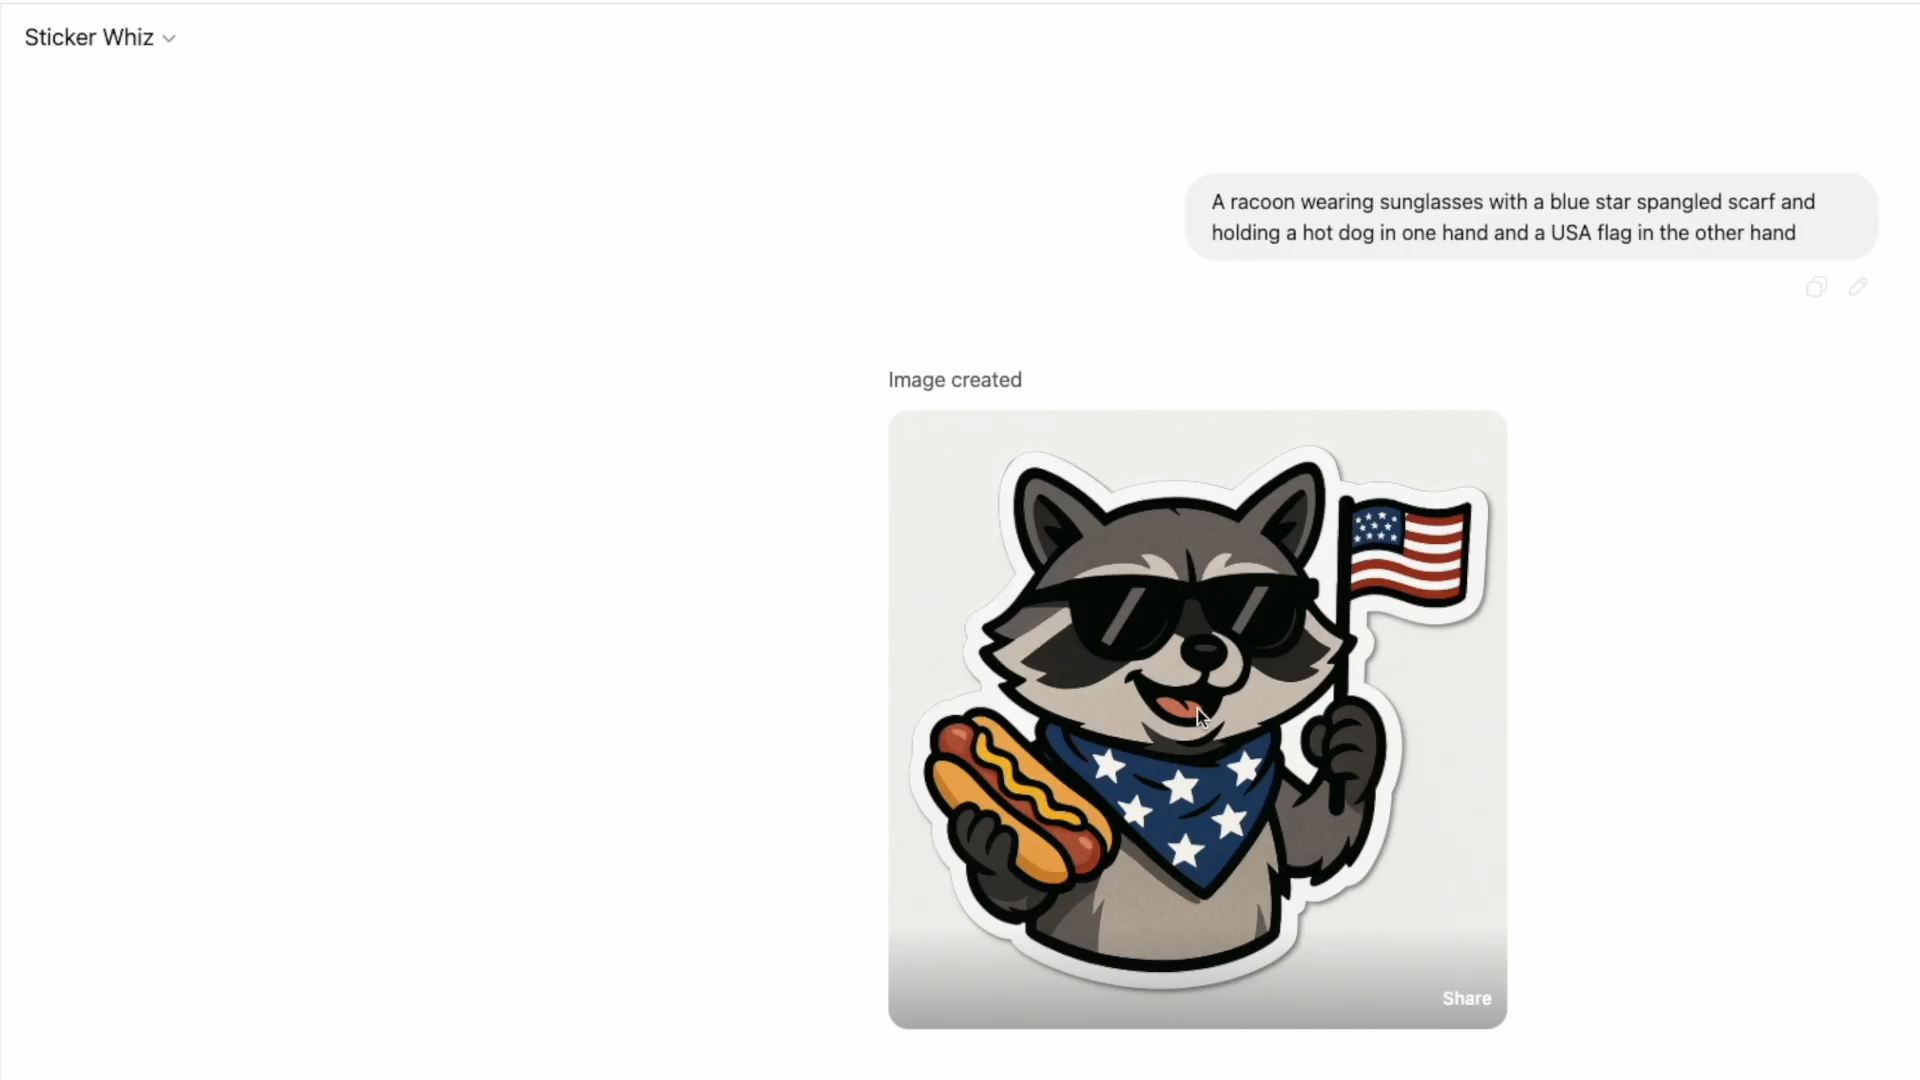 Sticker Whiz
A racoon wearing sunglasses with a blue star spangled scarf and
holding a hot dog in one hand and a USA flag in the other hand
Image created
Share